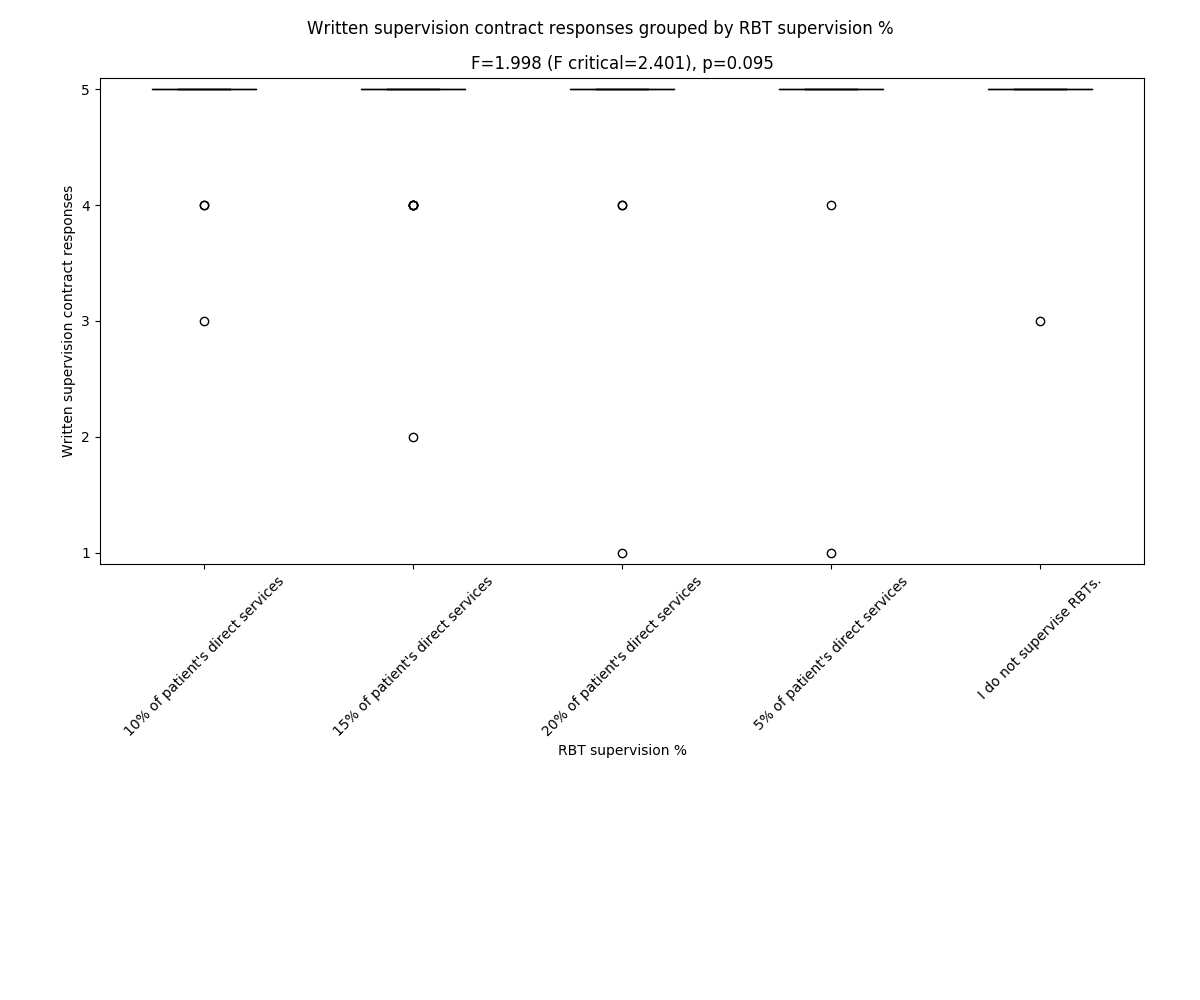 Written supervision contract responses grouped by RBT supervision %
F=1.998 (F critical=2.401), p=0.095
Written supervision contract responses
5
4
3
2
1
10% of patient's direct services
15% of patient's direct services
20% of patient's direct services
5% of patient's direct services
I do not supervise RBTs.
RBT supervision %